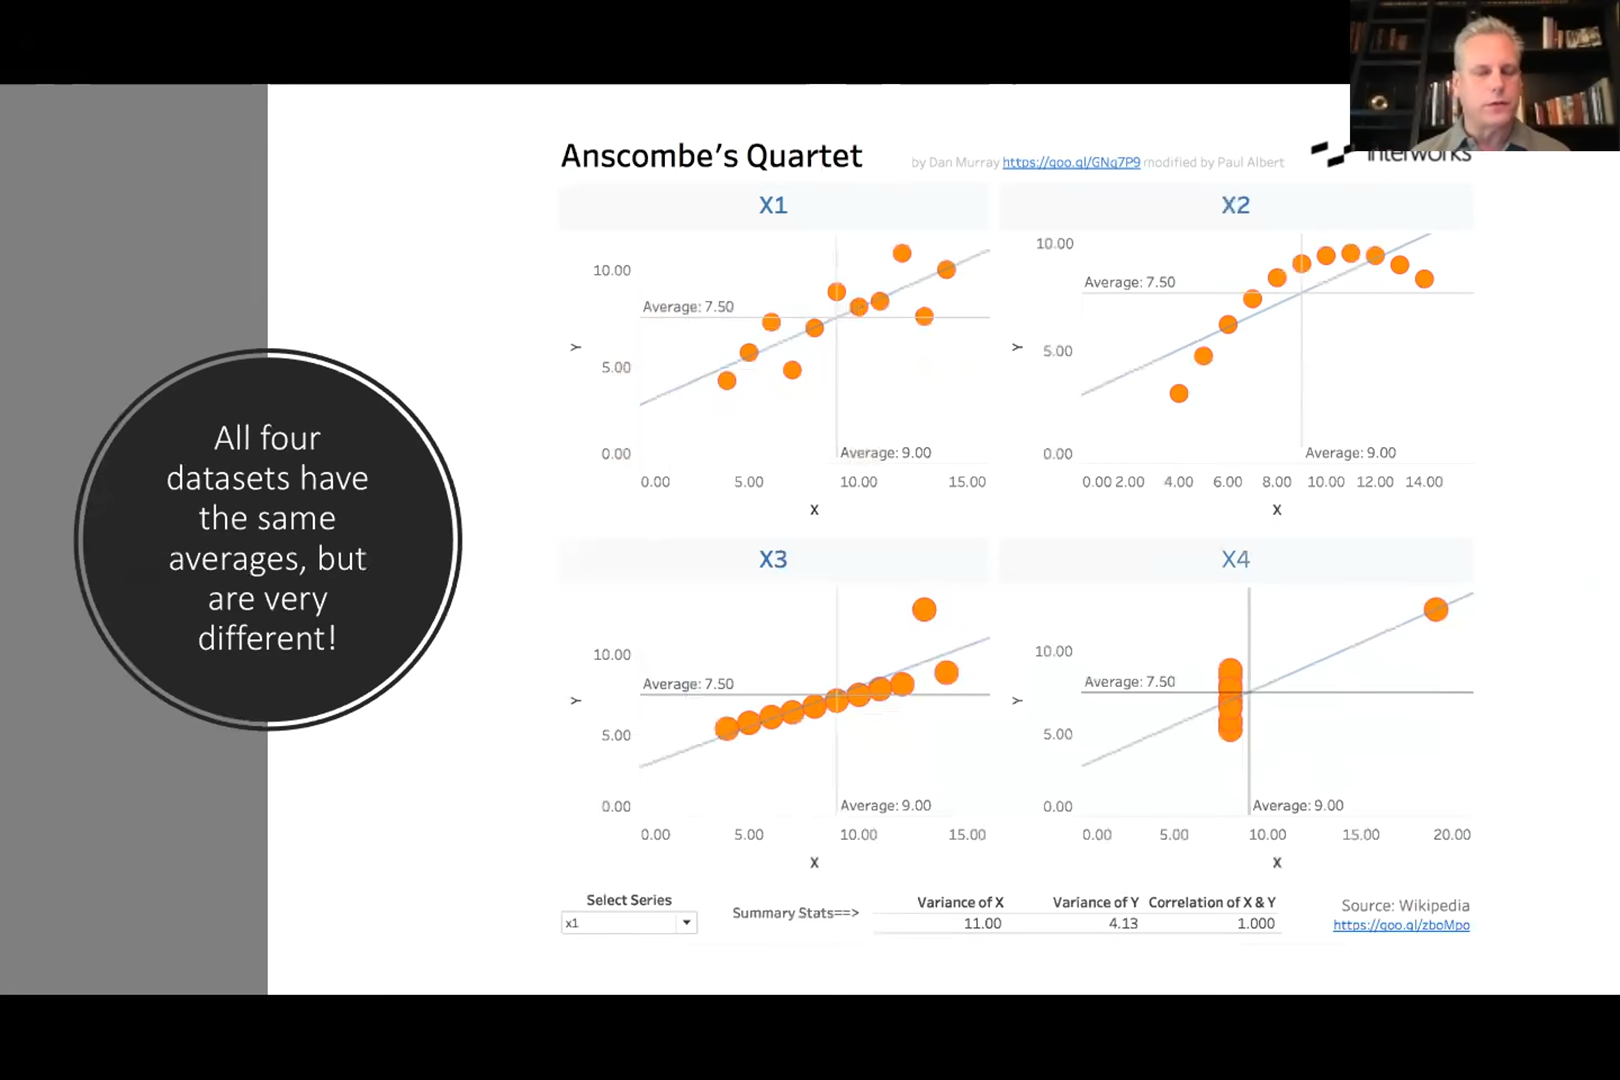 Anscombe's Quartet
by Dan Murray https://goo.gl/GNq7P9 modified by Paul Albert
interworks
All four
datasets have
the same
averages, but
are very
different!
X1
10.00
5.00
0.00
Y
Average: 7.50
Average: 9.00
0.00 5.00 10.00 15.00
X
X2
10.00
5.00
0.00
Y
Average: 7.50
Average: 9.00
0.00 2.00 4.00 6.00 8.00 10.00 12.00 14.00
X
X3
10.00
5.00
0.00
Y
Average: 7.50
Average: 9.00
0.00 5.00 10.00 15.00
X
X4
10.00
5.00
0.00
Y
Average: 7.50
Average: 9.00
0.00 5.00 10.00 15.00 20.00
X
Select Series
x1
Summary Stats==>
Variance of X Variance of Y Correlation of X & Y
11.00 4.13 1.000
Source: Wikipedia
https://goo.gl/zboMpo